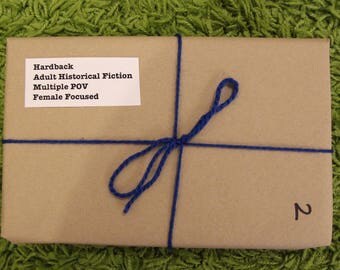 Hardback
Adult Historical Fiction
Multiple POV
Female Focused
2